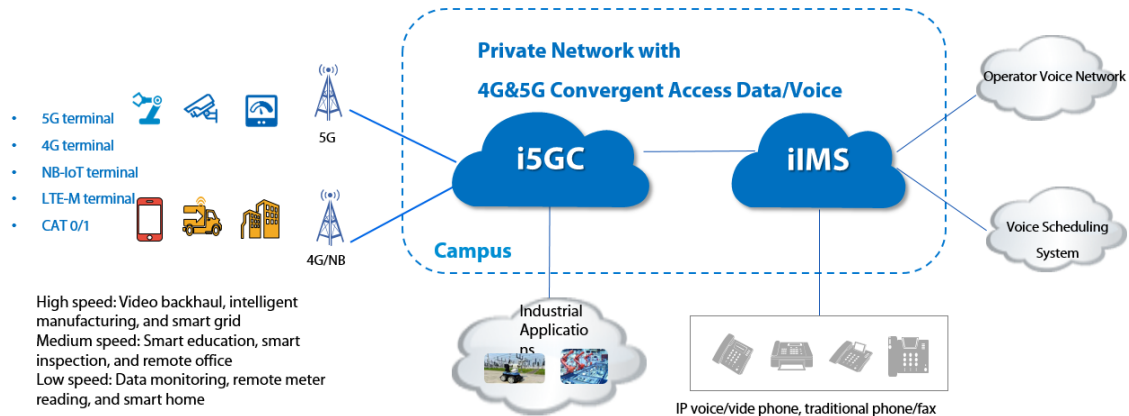 Private Network with
4G&5G Convergent Access Data/Voice
Operator Voice Network
• 5G terminal
• 4G terminal
• NB-IoT terminal
• LTE-M terminal
• CAT 0/1
5G
i5GC
iIMS
4G/NB
Campus
Voice Scheduling
System
High speed: Video backhaul, intelligent
manufacturing, and smart grid
Medium speed: Smart education, smart
inspection, and remote office
Low speed: Data monitoring, remote meter
reading, and smart home
Industrial
Applicatio
ns
IP voice/vide phone, traditional phone/fax